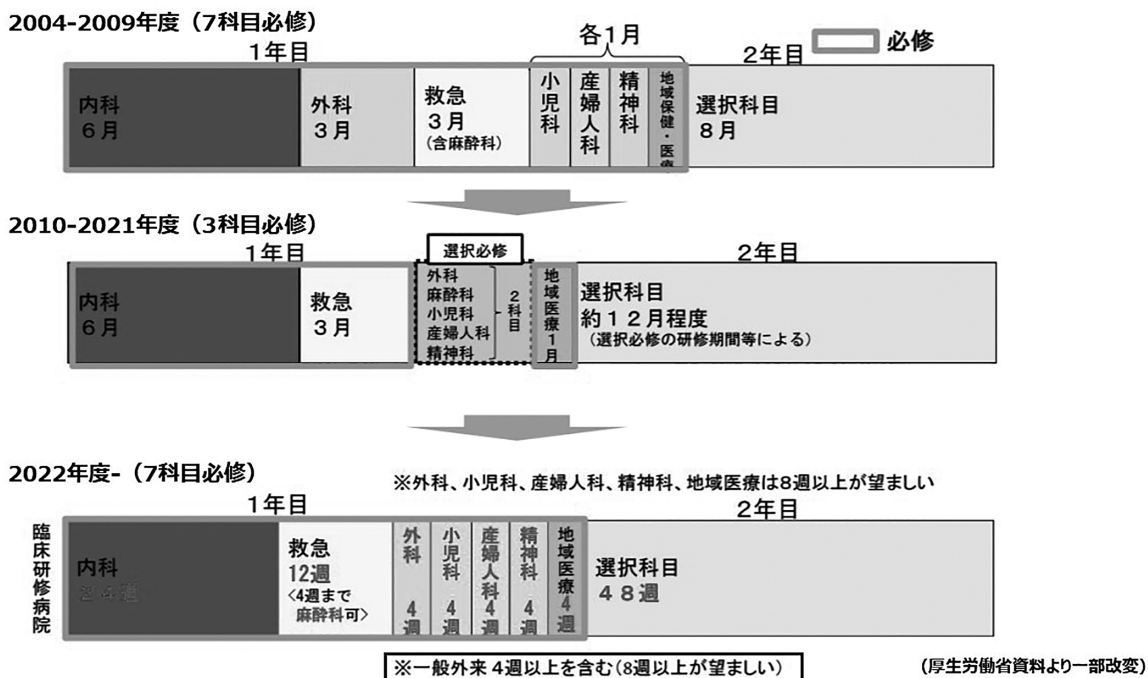 2004-2009年度（7科目必修）
各１月
必修
１年目
２年目
内科
６月
外科
３月
救急
３月
（含麻酔科）
小児科
産婦人科
精神科
地域保健・医療
選択科目
８月
2010-2021年度（3科目必修）
１年目
選択必修
２年目
内科
６月
救急
３月
外科
麻酔科
小児科
産婦人科
精神科
２科目
地域医療１月
選択科目
約１２月程度
（選択必修の研修期間等による）
2022年度-（7科目必修）
※外科、小児科、産婦人科、精神科、地域医療は8週以上が望ましい
１年目
２年目
臨床研修病院
内科
２４週
救急
12週
<4週まで
麻酔科可>
外科 4週
小児科 4週
産婦人科4週
精神科 4週
地域医療4週
選択科目
４８週
※一般外来４週以上を含む(8週以上が望ましい)
(厚生労働省資料より一部改変)